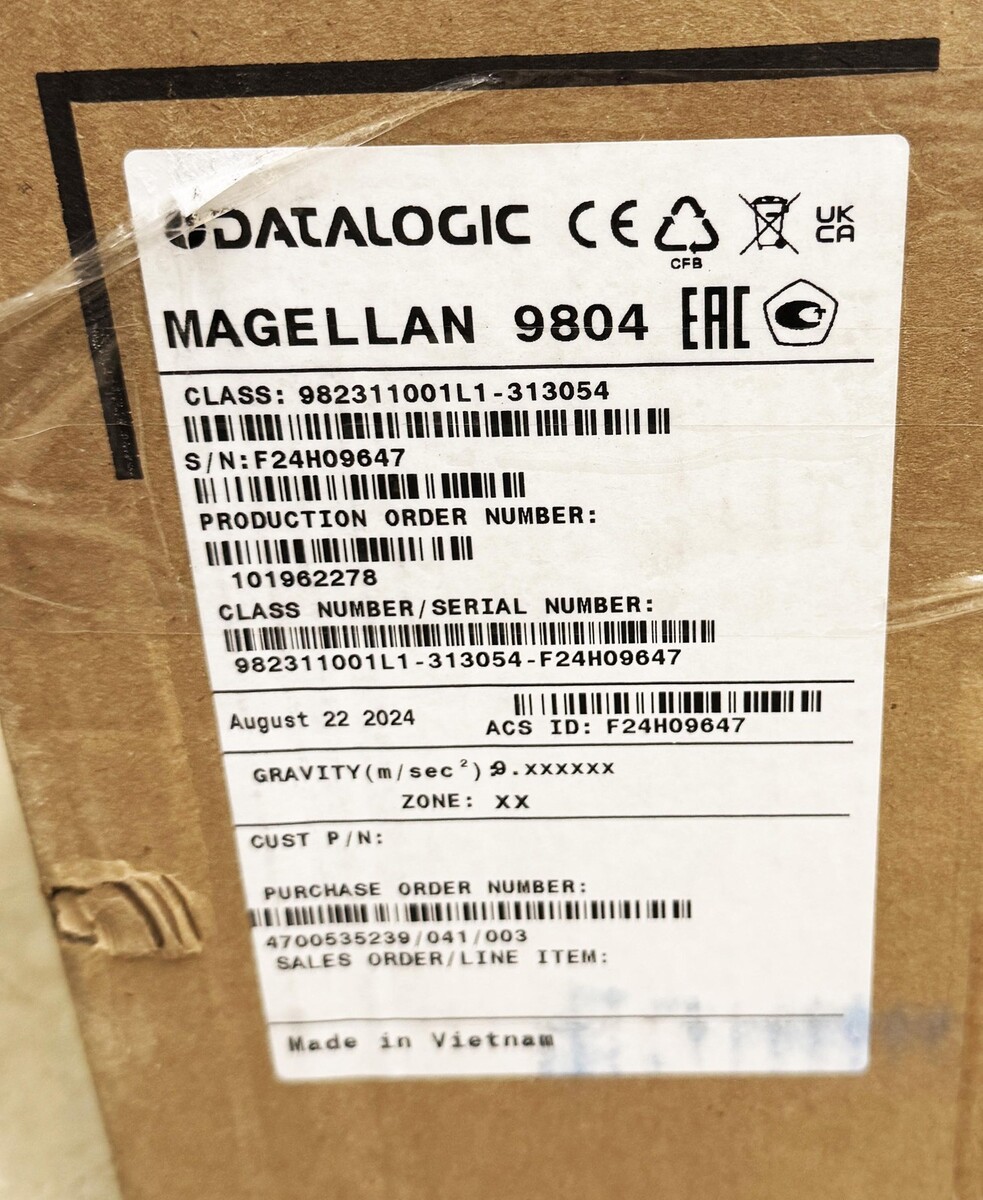 DATALOGIC CE CFB UK CA
MAGELLAN 9804 EAC
CLASS: 982311001L1-313054
S/N:F24H09647
PRODUCTION ORDER NUMBER:
101962278
CLASS NUMBER/SERIAL NUMBER:
982311001L1-313054-F24H09647
August 22 2024 ACS ID: F24H09647
GRAVITY(m/sec²):9.xxxxxx
ZONE: XX
CUST P/N:
PURCHASE ORDER NUMBER:
4700535239/041/003
SALES ORDER/LINE ITEM:
Made in Vietnam